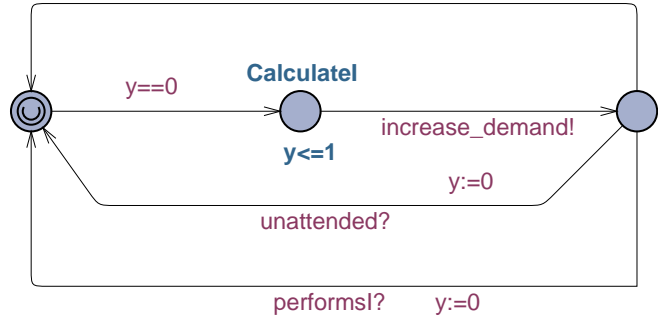 CalculateI
y==0
increase_demand!
y<=1
y:=0
unattended?
performsI? y:=0